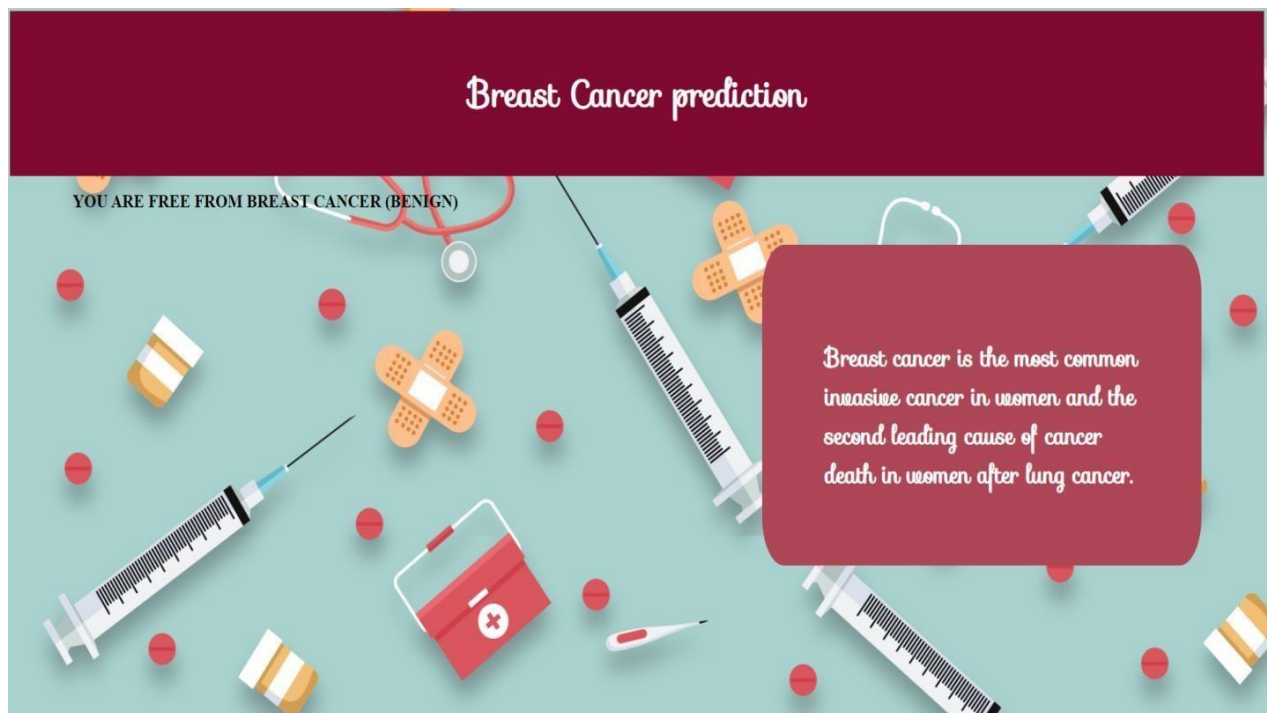 Breast Cancer prediction
YOU ARE FREE FROM BREAST CANCER (BENIGN)
Breast cancer is the most common
invasive cancer in women and the
second leading cause of cancer
death in women after lung cancer.